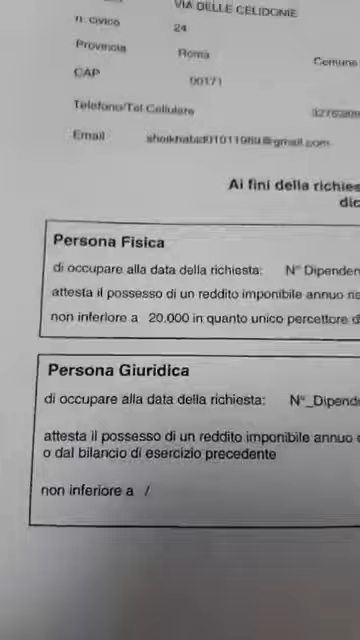 VIA DELLE CELIDONIE
n. civico 24
Provincia Roma Comune
CAP 00171
Telefono/Tel Cellulare
Email
Ai fini della richies
dic
Persona Fisica
di occupare alla data della richiesta: N° Dipenden
attesta il possesso di un reddito imponibile annuo
non inferiore a 20.000 in quanto unico percettore d
Persona Giuridica
di occupare alla data della richiesta: N°_Dipend
attesta il possesso di un reddito imponibile annuo
o dal bilancio di esercizio precedente
non inferiore a /